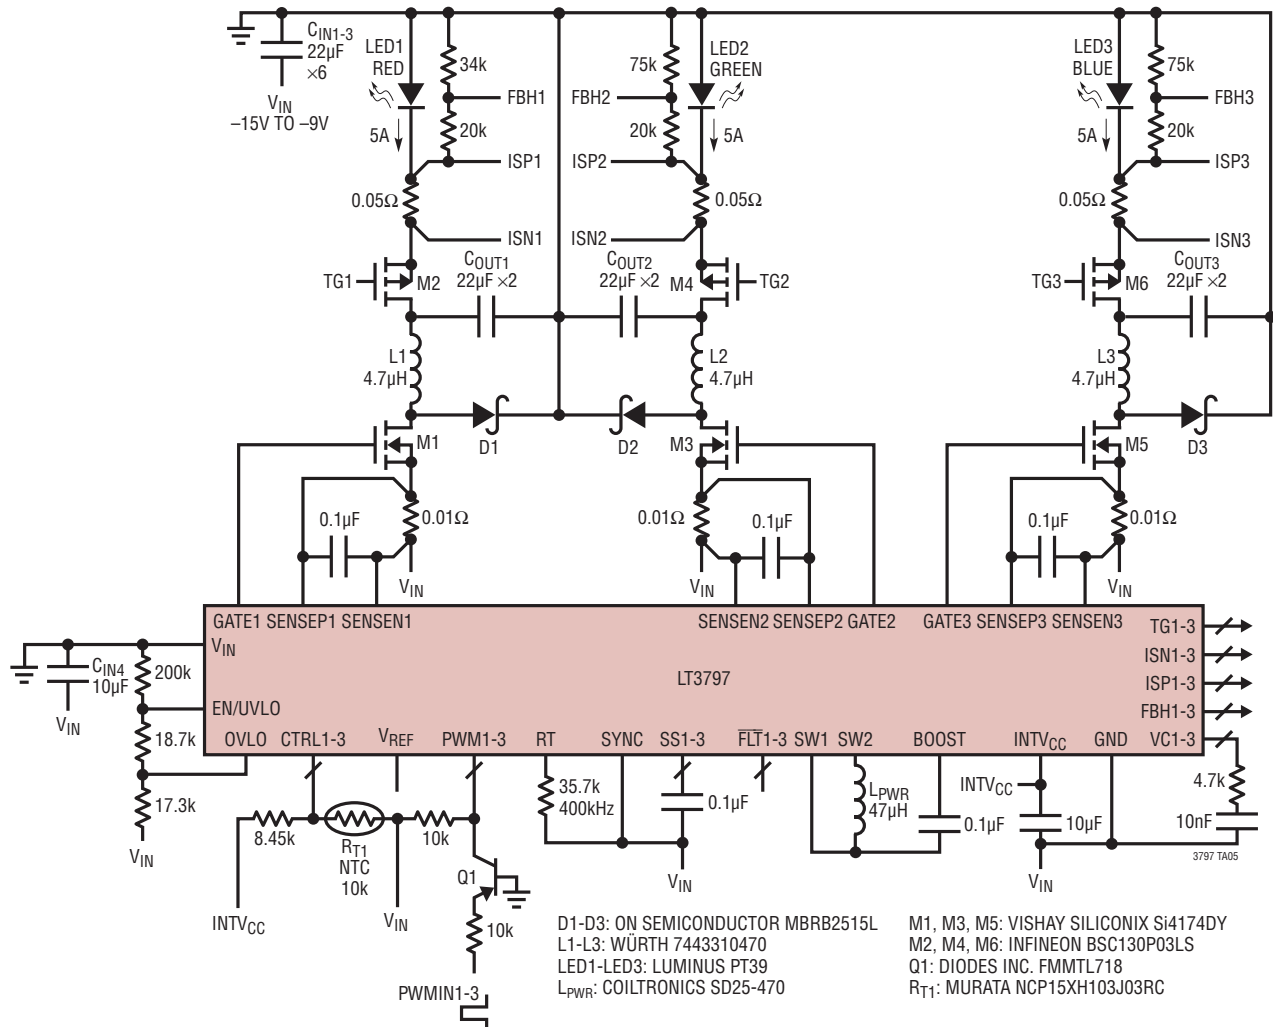 CIN1-3
22µF
×6
VIN
–15V TO –9V
LED1
RED
34k
FBH1
20k
5A
ISP1
0.05Ω
ISN1
TG1
M2
COUT1
22µF ×2
L1
4.7µH
M1
D1
0.1µF
0.01Ω
VIN
75k
LED2
GREEN
FBH2
20k
5A
ISP2
0.05Ω
ISN2
COUT2
22µF ×2
M4
TG2
L2
4.7µH
D2
M3
0.01Ω
0.1µF
VIN
LED3
BLUE
75k
FBH3
20k
5A
ISP3
0.05Ω
ISN3
TG3
M6
COUT3
22µF ×2
L3
4.7µH
M5
D3
0.1µF
0.01Ω
VIN
GATE1 SENSEP1 SENSEN1
SENSEN2 SENSEP2 GATE2
GATE3 SENSEP3 SENSEN3
VIN
EN/UVLO
LT3797
TG1-3
ISN1-3
ISP1-3
FBH1-3
VC1-3
OVLO CTRL1-3 VREF PWM1-3 RT SYNC SS1-3 FLT1-3 SW1 SW2 BOOST INTVCC GND
CIN4
10µF
VIN
200k
18.7k
17.3k
VIN
8.45k
RT1
NTC
10k
INTVCC
VIN
10k
Q1
10k
PWMIN1-3
35.7k
400kHz
0.1µF
VIN
LPWR
47µH
0.1µF
INTVCC
10µF
VIN
4.7k
10nF
3797 TA05
D1-D3: ON SEMICONDUCTOR MBRB2515L
L1-L3: WÜRTH 7443310470
LED1-LED3: LUMINUS PT39
LPWR: COILTRONICS SD25-470
M1, M3, M5: VISHAY SILICONIX Si4174DY
M2, M4, M6: INFINEON BSC130P03LS
Q1: DIODES INC. FMMTL718
RT1: MURATA NCP15XH103J03RC